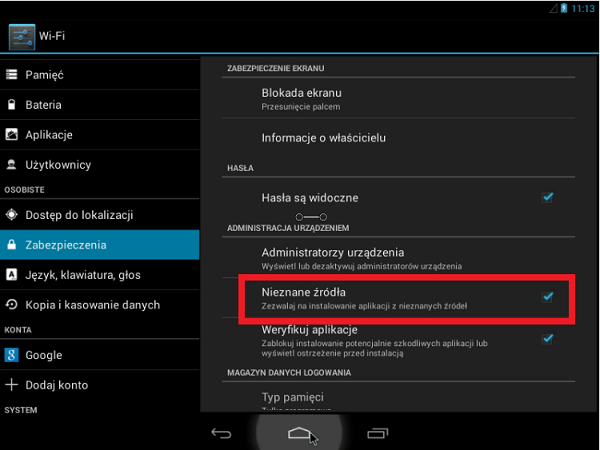 11:13
Wi-Fi
Pamięć
Bateria
Aplikacje
Użytkownicy
OSOBISTE
Dostęp do lokalizacji
Zabezpieczenia
Język, klawiatura, głos
Kopia i kasowanie danych
KONTA
Google
Dodaj konto
SYSTEM
ZABEZPIECZENIE EKRANU
Blokada ekranu
Przesunięcie palcem
Informacje o właścicielu
HASŁA
Hasła są widoczne
ADMINISTRACJA URZĄDZENIEM
Administratorzy urządzenia
Wyświetl lub dezaktywuj administratorów urządzenia
Nieznane źródła
Zezwalaj na instalowanie aplikacji z nieznanych źródeł
Weryfikuj aplikacje
Zablokuj instalowanie potencjalnie szkodliwych aplikacji lub
wyświetl ostrzeżenie przed instalacją
MAGAZYN DANYCH LOGOWANIA
Typ pamięci